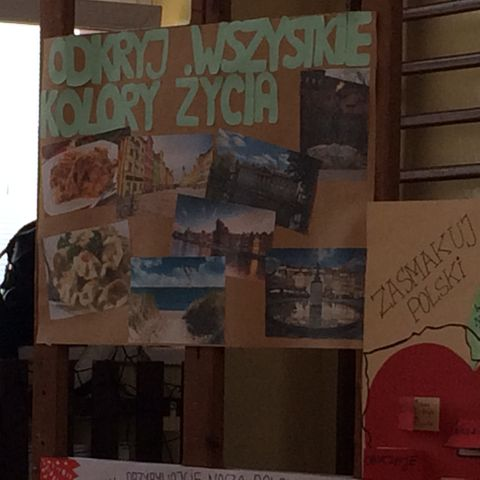 ODKRYJ WSZYSTKIE
KOLORY ŻYCIA
ZASMAKUJ
POLSKI